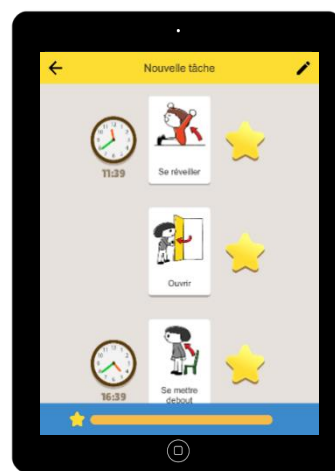 Nouvelle tâche
11:39
Se réveiller
Ouvrir
16:39
Se mettre
debout